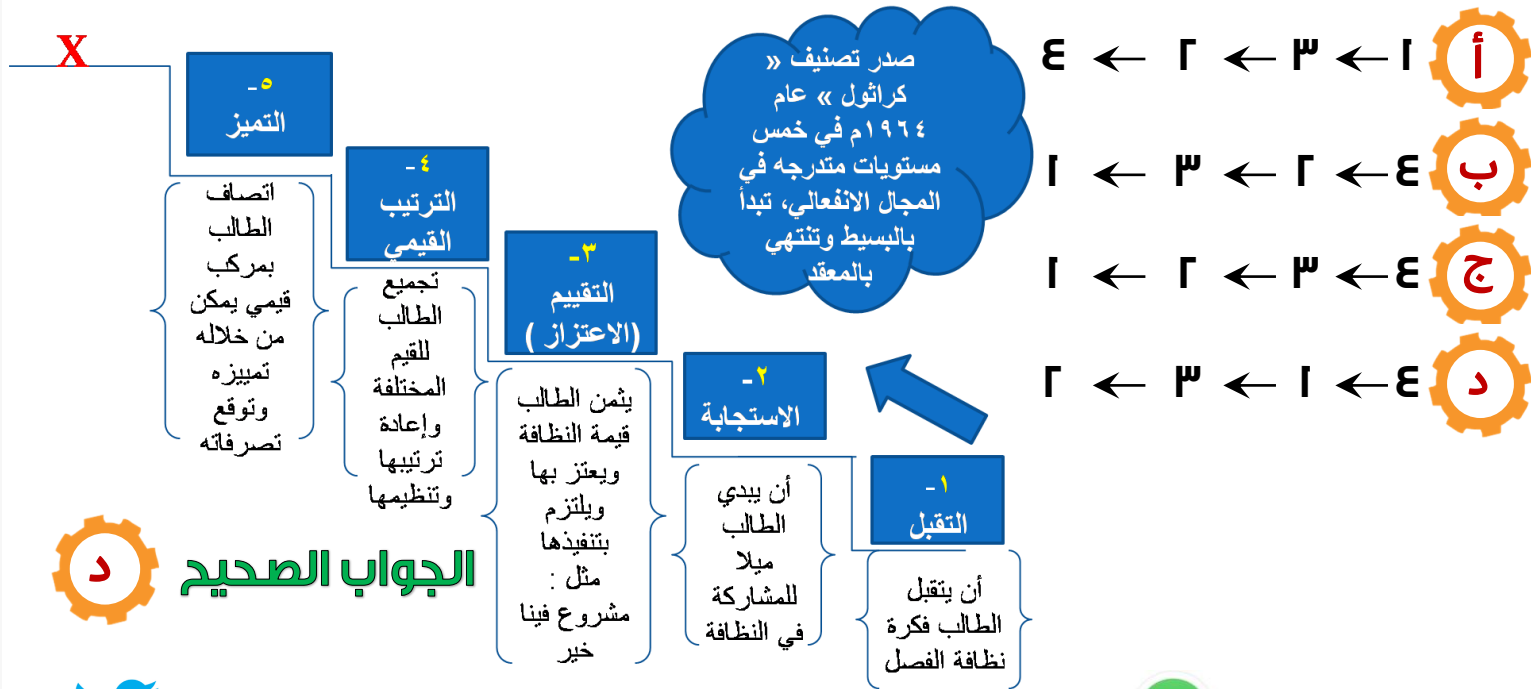 أ ١ ← ٣ ← ٢ ← ٤
ب ٤ ← ٢ ← ٣ ← ١
ج ٤ ← ٣ ← ٢ ← ١
د ٤ ← ١ ← ٣ ← ٢
صدر تصنيف «
كراثول » عام
١٩٦٤م في خمس
مستويات متدرجه في
المجال الانفعالي، تبدأ
بالبسيط وتنتهي
بالمعقد
١-
التقبل
أن يتقبل
الطالب فكرة
نظافة الفصل
٢-
الاستجابة
أن يبدي
الطالب
ميلا
للمشاركة
في النظافة
٣-
التقييم
(الاعتزاز )
يثمن الطالب
قيمة النظافة
ويعتز بها
ويلتزم
بتنفيذها
مثل :
مشروع فينا
خير
٤-
الترتيب
القيمي
تجميع
الطالب
للقيم
المختلفة
وإعادة
ترتيبها
وتنظيمها
٥-
التميز
اتصاف
الطالب
بمركب
قيمي يمكن
من خلاله
تمييزه
وتوقع
تصرفاته
X
الجواب الصحيح د